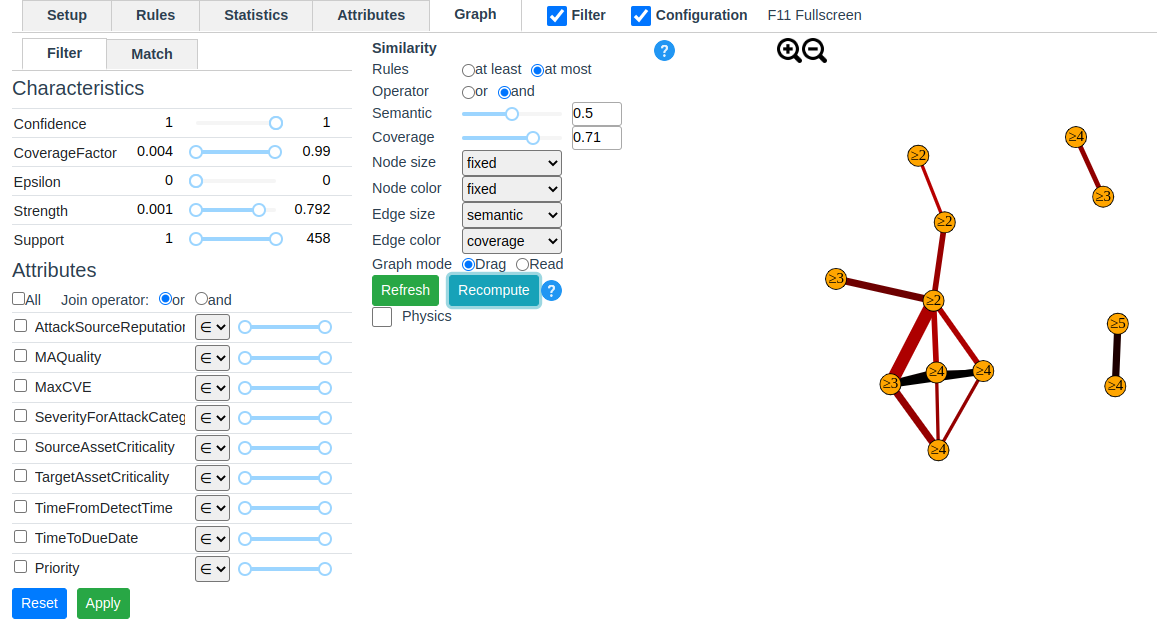 Setup Rules Statistics Attributes Graph Filter Configuration F11 Fullscreen
Filter Match
Characteristics
Confidence 1 1
CoverageFactor 0.004 0.99
Epsilon 0 0
Strength 0.001 0.792
Support 1 458
Attributes
All Join operator: or and
AttackSourceReputation ∈
MAQuality ∈
MaxCVE ∈
SeverityForAttackCateg ∈
SourceAssetCriticality ∈
TargetAssetCriticality ∈
TimeFromDetectTime ∈
TimeToDueDate ∈
Priority ∈
Reset Apply
Similarity ?
Rules at least at most
Operator or and
Semantic 0.5
Coverage 0.71
Node size fixed
Node color fixed
Edge size semantic
Edge color coverage
Graph mode Drag Read
Refresh Recompute ?
Physics
≥4
≥2
≥3
≥2
≥3
≥2
≥5
≥4
≥4
≥3
≥4
≥4